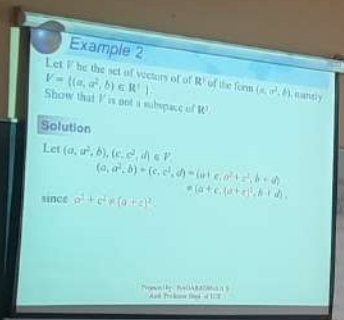 Example 2
Let V be the set of vectors of of R³ of the form (a, a², b), namely
V = {(a, a², b) ∈ R³ }.
Show that V is not a subspace of R³.
Solution
Let (a, a², b), (c, c², d) ∈ V.
(a, a², b) + (c, c², d) = (a + c, a² + c², b + d)
≠ (a + c, (a + c)², b + d),
since a² + c² ≠ (a + c)².